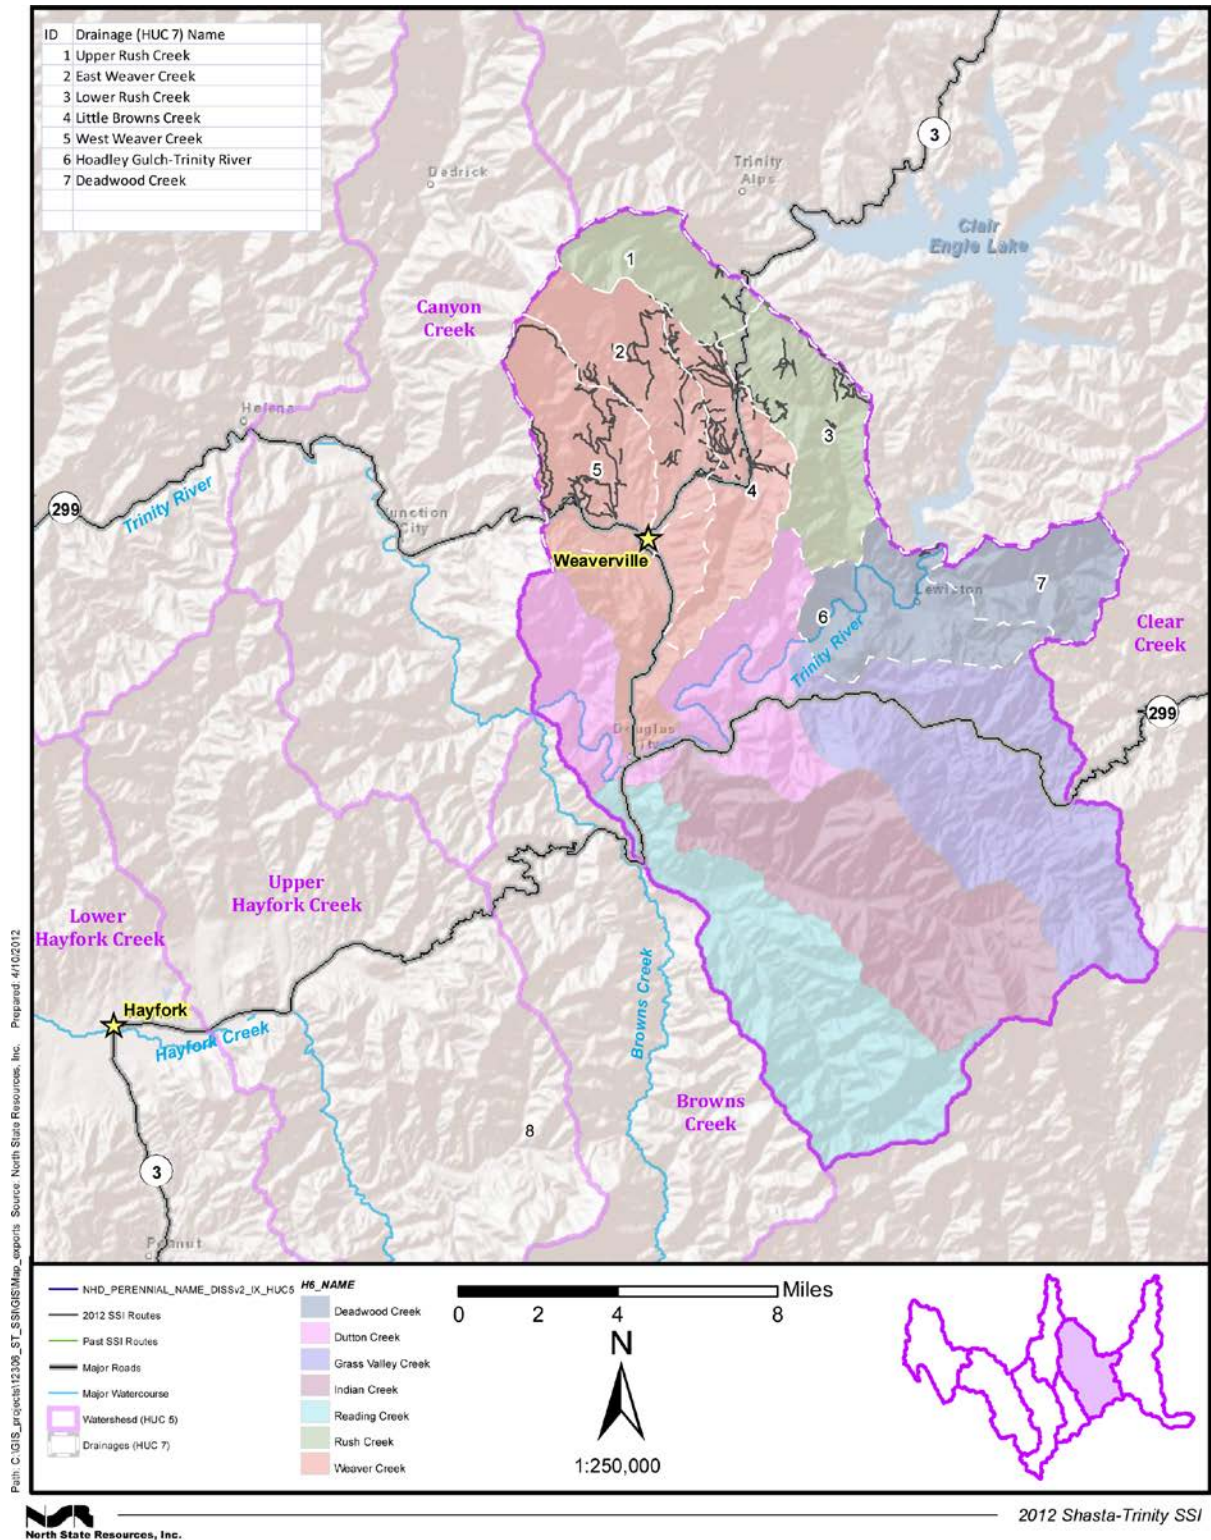 ID Drainage (HUC 7) Name
1 Upper Rush Creek
2 East Weaver Creek
3 Lower Rush Creek
4 Little Browns Creek
5 West Weaver Creek
6 Hoadley Gulch-Trinity River
7 Deadwood Creek
3
Dedrick
Trinity
Alps
Clair
Engle Lake
1
Canyon
Creek
2
Helena
3
5
4
299
Trinity River
Junction
City
Weaverville
7
Lewiston
6
Clear
Creek
Trinity River
299
Douglas
City
Upper
Hayfork Creek
Lower
Hayfork Creek
Hayfork
Hayfork Creek
Browns Creek
Browns
Creek
8
3
Peanut
Path: C:\GIS_projects\12306_ST_SSI\GIS\Map_exports Source: North State Resources, Inc. Prepared: 4/10/2012
NHD_PERENNIAL_NAME_DISSv2_IX_HUC5
2012 SSI Routes
Past SSI Routes
Major Roads
Major Watercourse
Watershesd (HUC 5)
Drainages (HUC 7)
H6_NAME
Deadwood Creek
Dutton Creek
Grass Valley Creek
Indian Creek
Reading Creek
Rush Creek
Weaver Creek
Miles
0 2 4 8
N
1:250,000
NSR
North State Resources, Inc.
2012 Shasta-Trinity SSI